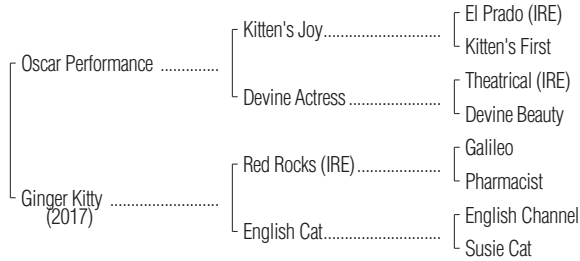 El Prado (IRE)
Kitten's Joy........................
Kitten's First
Oscar Performance ..............
Theatrical (IRE)
Devine Actress .......................
Devine Beauty
Galileo
Red Rocks (IRE).....................
Pharmacist
Ginger Kitty ..........................
(2017)
English Channel
English Cat.............................
Susie Cat